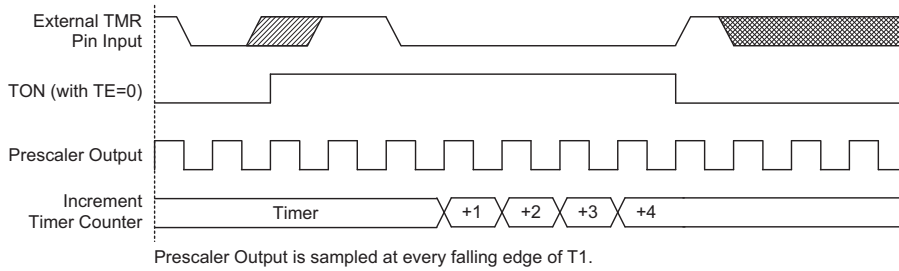 External TMR
Pin Input
TON (with TE=0)
Prescaler Output
Increment
Timer Counter
Timer
+1
+2
+3
+4
Prescaler Output is sampled at every falling edge of T1.